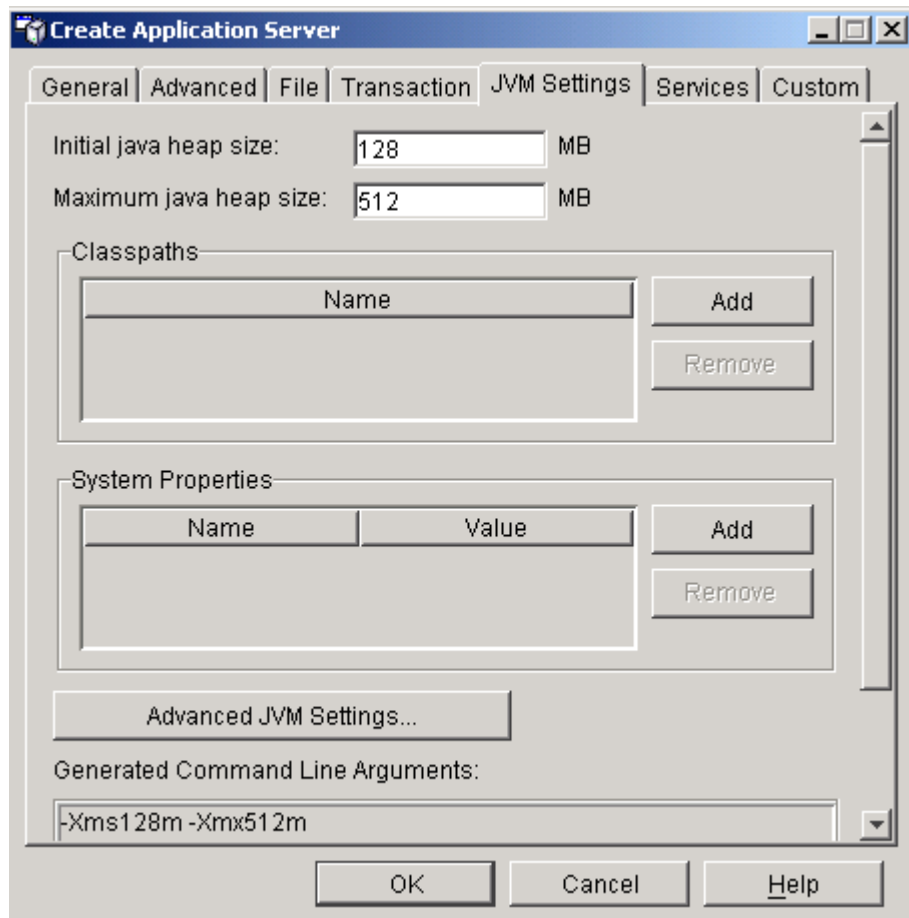 Create Application Server
General Advanced File Transaction JVM Settings Services Custom
Initial java heap size: 128 MB
Maximum java heap size: 512 MB
Classpaths
Name
Add
Remove
System Properties
Name Value
Add
Remove
Advanced JVM Settings...
Generated Command Line Arguments:
-Xms128m -Xmx512m
OK Cancel Help